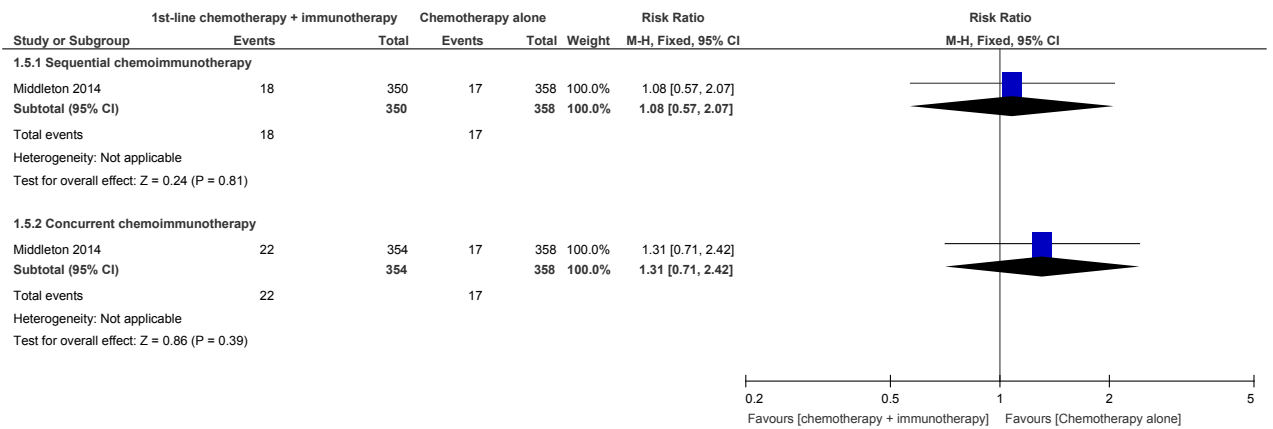 1st-line chemotherapy + immunotherapy Chemotherapy alone Risk Ratio Risk Ratio
Study or Subgroup Events Total Events Total Weight M-H, Fixed, 95% CI M-H, Fixed, 95% CI
1.5.1 Sequential chemoimmunotherapy
Middleton 2014 18 350 17 358 100.0% 1.08 [0.57, 2.07]
Subtotal (95% CI) 350 358 100.0% 1.08 [0.57, 2.07]
Total events 18 17
Heterogeneity: Not applicable
Test for overall effect: Z = 0.24 (P = 0.81)
1.5.2 Concurrent chemoimmunotherapy
Middleton 2014 22 354 17 358 100.0% 1.31 [0.71, 2.42]
Subtotal (95% CI) 354 358 100.0% 1.31 [0.71, 2.42]
Total events 22 17
Heterogeneity: Not applicable
Test for overall effect: Z = 0.86 (P = 0.39)
0.2 0.5 1 2 5
Favours [chemotherapy + immunotherapy] Favours [Chemotherapy alone]